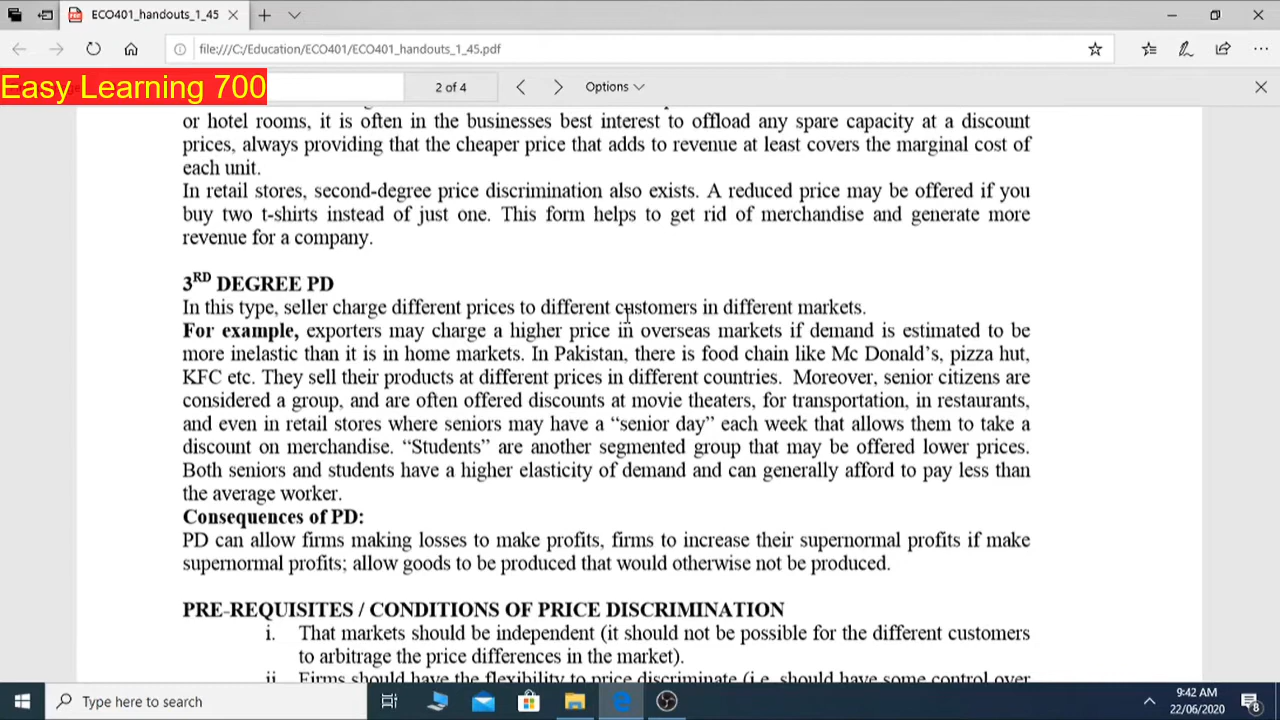 ECO401_handouts_1_45
file:///C:/Education/ECO401/ECO401_handouts_1_45.pdf
Easy Learning 700
2 of 4
Options
or hotel rooms, it is often in the businesses best interest to offload any spare capacity at a discount
prices, always providing that the cheaper price that adds to revenue at least covers the marginal cost of
each unit.
In retail stores, second-degree price discrimination also exists. A reduced price may be offered if you
buy two t-shirts instead of just one. This form helps to get rid of merchandise and generate more
revenue for a company.
3RD DEGREE PD
In this type, seller charge different prices to different customers in different markets.
For example, exporters may charge a higher price in overseas markets if demand is estimated to be
more inelastic than it is in home markets. In Pakistan, there is food chain like Mc Donald's, pizza hut,
KFC etc. They sell their products at different prices in different countries. Moreover, senior citizens are
considered a group, and are often offered discounts at movie theaters, for transportation, in restaurants,
and even in retail stores where seniors may have a “senior day” each week that allows them to take a
discount on merchandise. “Students” are another segmented group that may be offered lower prices.
Both seniors and students have a higher elasticity of demand and can generally afford to pay less than
the average worker.
Consequences of PD:
PD can allow firms making losses to make profits, firms to increase their supernormal profits if make
supernormal profits; allow goods to be produced that would otherwise not be produced.
PRE-REQUISITES / CONDITIONS OF PRICE DISCRIMINATION
i. That markets should be independent (it should not be possible for the different customers
to arbitrage the price differences in the market).
ii. Firms should have the flexibility to price discriminate (i.e. should have some control over
Type here to search
9:42 AM
22/06/2020
8